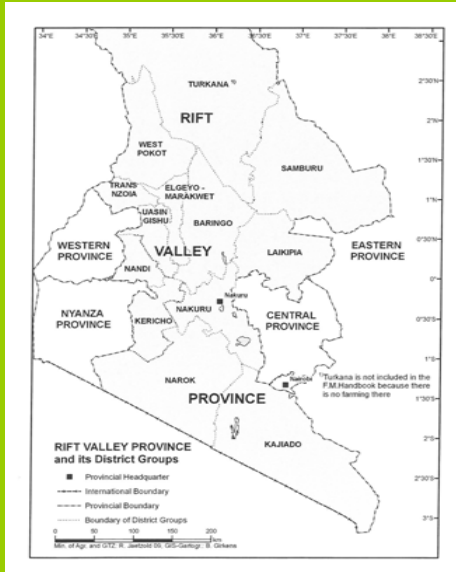 34°E 34°30'E 35°E 35°30'E 36°E 36°30'E 37°E 37°30'E 38°E
TURKANA ¹⁾
2°30'N
RIFT
2°N
WEST
POKOT
SAMBURU
1°30'N
TRANS
NZOIA
ELGEYO -
MARAKWET
1°N
UASIN
GISHU
BARINGO
WESTERN
PROVINCE
VALLEY
LAIKIPIA
EASTERN
PROVINCE
0°30'N
NANDI
0°
NYANZA
PROVINCE
KERICHO
NAKURU
Nakuru
CENTRAL
PROVINCE
0°30'S
1°S
NAROK
Nairobi
¹⁾Turkana is not included in the
F.M.Handbook because there
is no farming there
PROVINCE
1°30'S
KAJIADO
2°S
RIFT VALLEY PROVINCE
and its District Groups
Provincial Headquarter
2°30'S
International Boundary
Provincial Boundary
Boundary of District Groups
3°S
0 50 100 150 200
km
Min. of Agr. and GTZ: R. Jaetzold 09, GIS-Cartogr.: B. Girkens